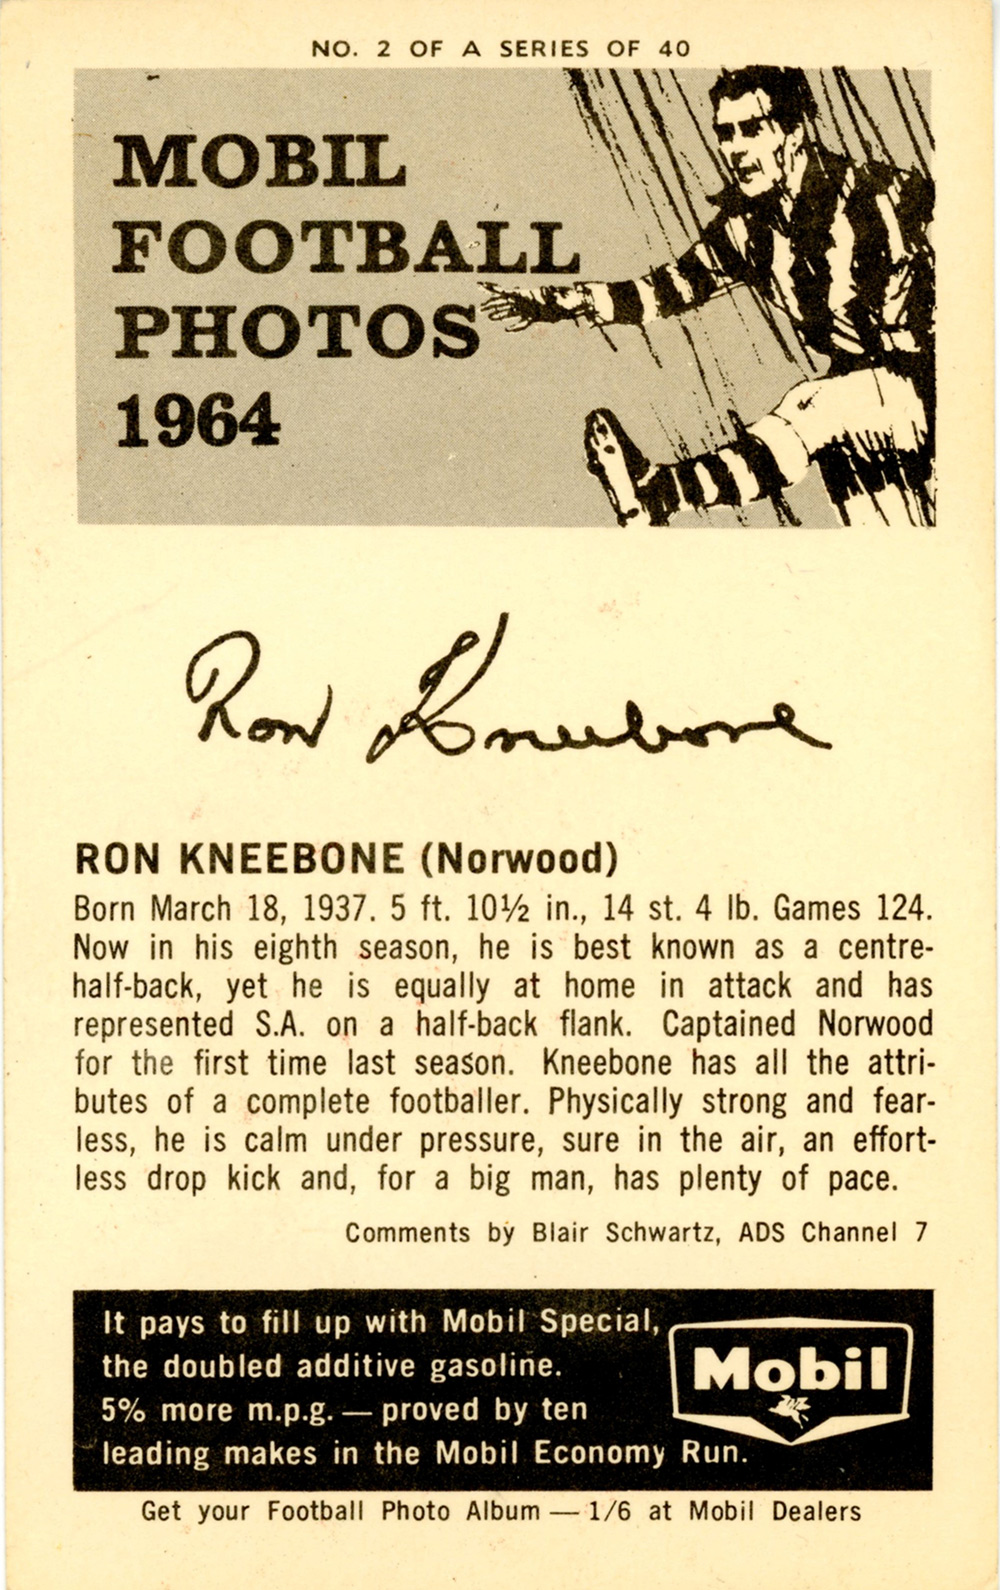 NO. 2 OF A SERIES OF 40
MOBIL
FOOTBALL
PHOTOS
1964
Ron Kneebone
RON KNEEBONE (Norwood)
Born March 18, 1937. 5 ft. 10½ in., 14 st. 4 lb. Games 124.
Now in his eighth season, he is best known as a centre-
half-back, yet he is equally at home in attack and has
represented S.A. on a half-back flank. Captained Norwood
for the first time last season. Kneebone has all the attri-
butes of a complete footballer. Physically strong and fear-
less, he is calm under pressure, sure in the air, an effort-
less drop kick and, for a big man, has plenty of pace.
Comments by Blair Schwartz, ADS Channel 7
It pays to fill up with Mobil Special,
the doubled additive gasoline.
5% more m.p.g. — proved by ten
leading makes in the Mobil Economy Run.
Mobil
Get your Football Photo Album — 1/6 at Mobil Dealers